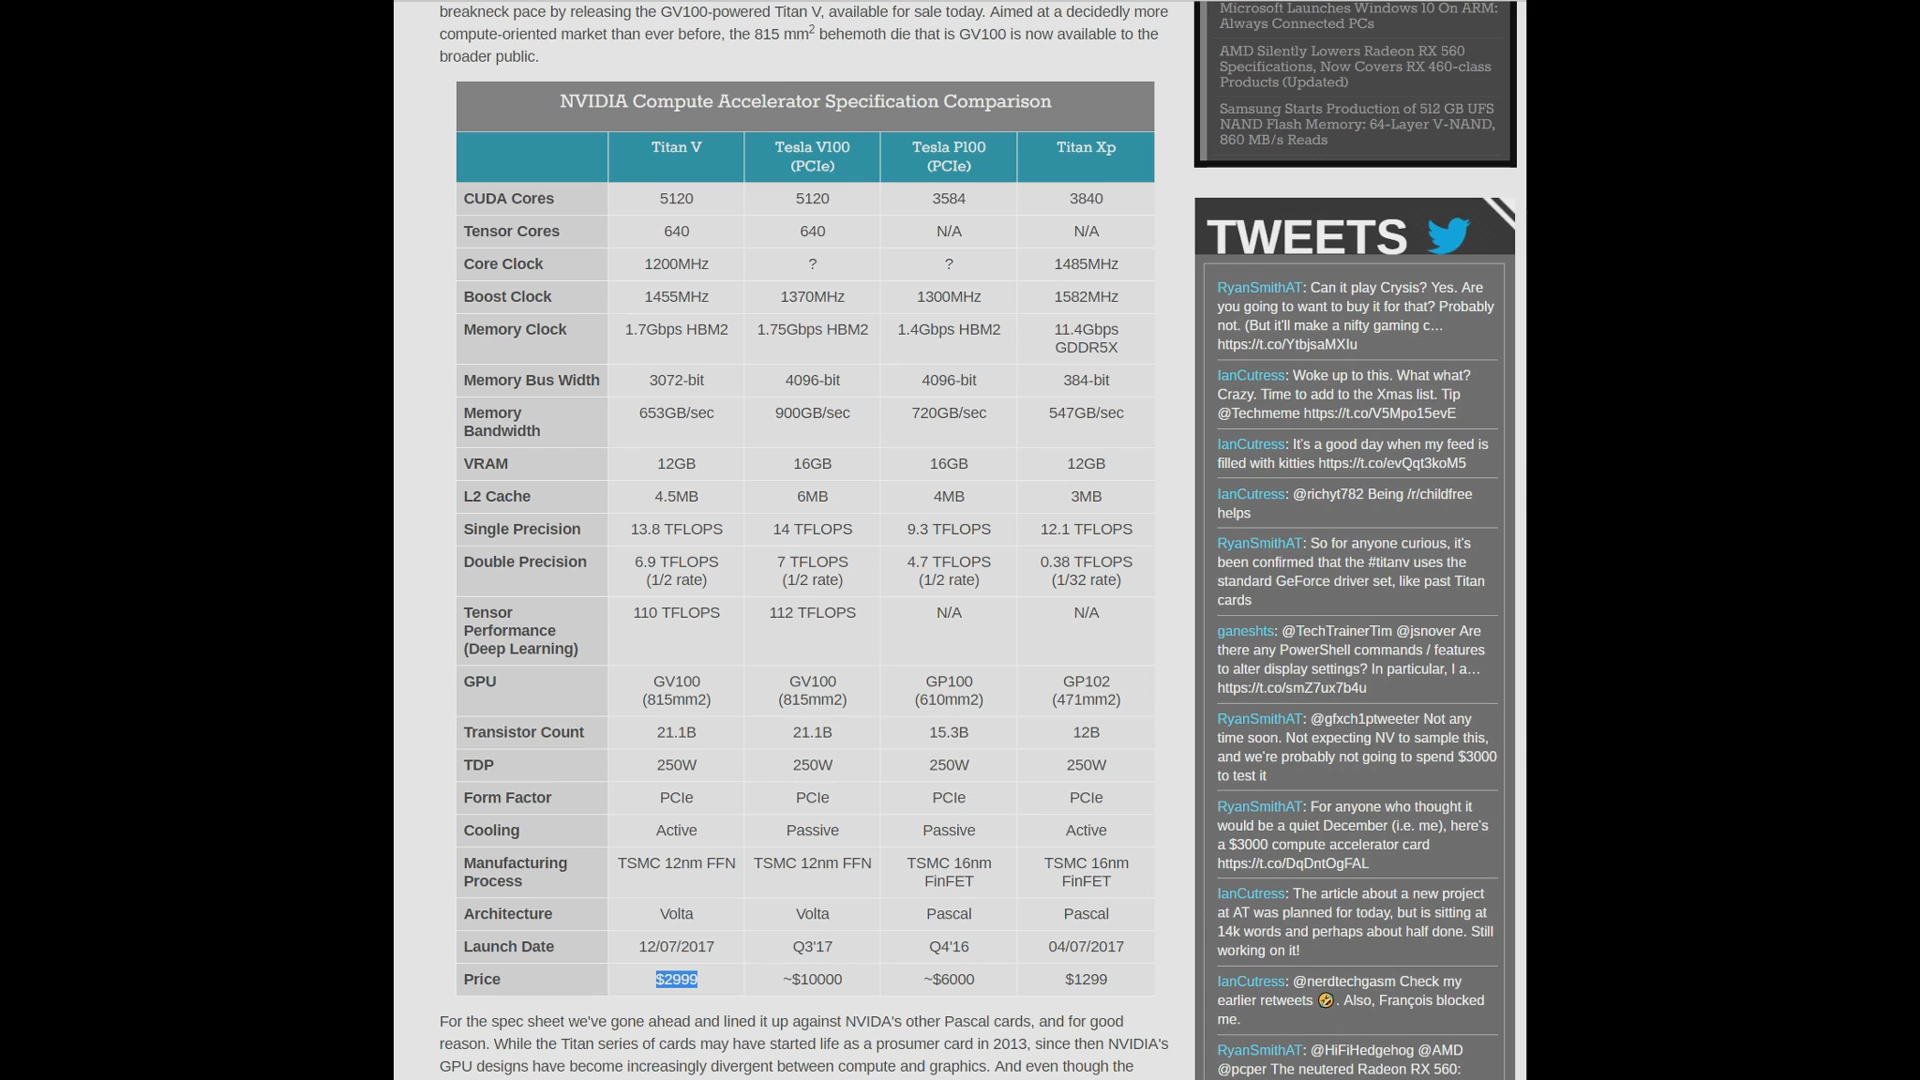 breakneck pace by releasing the GV100-powered Titan V, available for sale today. Aimed at a decidedly more
compute-oriented market than ever before, the 815 mm2 behemoth die that is GV100 is now available to the
broader public.
NVIDIA Compute Accelerator Specification Comparison
Titan V Tesla V100 (PCIe) Tesla P100 (PCIe) Titan Xp
CUDA Cores 5120 5120 3584 3840
Tensor Cores 640 640 N/A N/A
Core Clock 1200MHz ? ? 1485MHz
Boost Clock 1455MHz 1370MHz 1300MHz 1582MHz
Memory Clock 1.7Gbps HBM2 1.75Gbps HBM2 1.4Gbps HBM2 11.4Gbps GDDR5X
Memory Bus Width 3072-bit 4096-bit 4096-bit 384-bit
Memory Bandwidth 653GB/sec 900GB/sec 720GB/sec 547GB/sec
VRAM 12GB 16GB 16GB 12GB
L2 Cache 4.5MB 6MB 4MB 3MB
Single Precision 13.8 TFLOPS 14 TFLOPS 9.3 TFLOPS 12.1 TFLOPS
Double Precision 6.9 TFLOPS (1/2 rate) 7 TFLOPS (1/2 rate) 4.7 TFLOPS (1/2 rate) 0.38 TFLOPS (1/32 rate)
Tensor Performance (Deep Learning) 110 TFLOPS 112 TFLOPS N/A N/A
GPU GV100 (815mm2) GV100 (815mm2) GP100 (610mm2) GP102 (471mm2)
Transistor Count 21.1B 21.1B 15.3B 12B
TDP 250W 250W 250W 250W
Form Factor PCIe PCIe PCIe PCIe
Cooling Active Passive Passive Active
Manufacturing Process TSMC 12nm FFN TSMC 12nm FFN TSMC 16nm FinFET TSMC 16nm FinFET
Architecture Volta Volta Pascal Pascal
Launch Date 12/07/2017 Q3'17 Q4'16 04/07/2017
Price $2999 ~$10000 ~$6000 $1299
For the spec sheet we've gone ahead and lined it up against NVIDA's other Pascal cards, and for good
reason. While the Titan series of cards may have started life as a prosumer card in 2013, since then NVIDIA's
GPU designs have become increasingly divergent between compute and graphics. And even though the
Microsoft Launches Windows 10 On ARM:
Always Connected PCs
AMD Silently Lowers Radeon RX 560
Specifications, Now Covers RX 460-class
Products (Updated)
Samsung Starts Production of 512 GB UFS
NAND Flash Memory: 64-Layer V-NAND,
860 MB/s Reads
TWEETS
RyanSmithAT: Can it play Crysis? Yes. Are
you going to want to buy it for that? Probably
not. (But it'll make a nifty gaming c…
https://t.co/YtbjsaMXIu
IanCutress: Woke up to this. What what?
Crazy. Time to add to the Xmas list. Tip
@Techmeme https://t.co/V5Mpo15evE
IanCutress: It's a good day when my feed is
filled with kitties https://t.co/evQqt3koM5
IanCutress: @richyt782 Being /r/childfree
helps
RyanSmithAT: So for anyone curious, it's
been confirmed that the #titanv uses the
standard GeForce driver set, like past Titan
cards
ganeshts: @TechTrainerTim @jsnover Are
there any PowerShell commands / features
to alter display settings? In particular, I a…
https://t.co/smZ7ux7b4u
RyanSmithAT: @gfxch1ptweeter Not any
time soon. Not expecting NV to sample this,
and we're probably not going to spend $3000
to test it
RyanSmithAT: For anyone who thought it
would be a quiet December (i.e. me), here's
a $3000 compute accelerator card
https://t.co/DqDntOgFAL
IanCutress: The article about a new project
at AT was planned for today, but is sitting at
14k words and perhaps about half done. Still
working on it!
IanCutress: @nerdtechgasm Check my
earlier retweets 🤣. Also, François blocked
me.
RyanSmithAT: @HiFiHedgehog @AMD
@pcper The neutered Radeon RX 560: